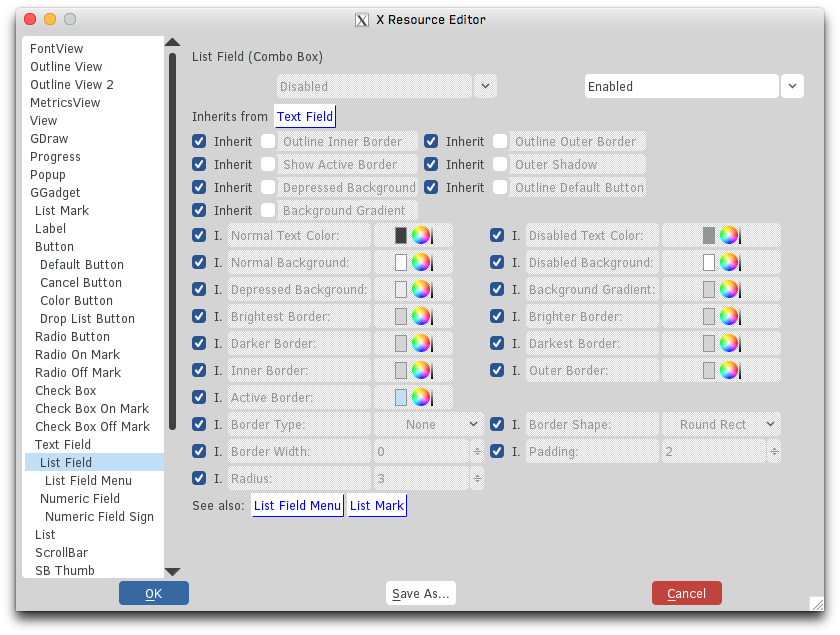 X Resource Editor
FontView
Outline View
Outline View 2
MetricsView
View
GDraw
Progress
Popup
GGadget
List Mark
Label
Button
Default Button
Cancel Button
Color Button
Drop List Button
Radio Button
Radio On Mark
Radio Off Mark
Check Box
Check Box On Mark
Check Box Off Mark
Text Field
List Field
List Field Menu
Numeric Field
Numeric Field Sign
List
ScrollBar
SB Thumb
List Field (Combo Box)
Disabled Enabled
Inherits from Text Field
Inherit Outline Inner Border Inherit Outline Outer Border
Inherit Show Active Border Inherit Outer Shadow
Inherit Depressed Background Inherit Outline Default Button
Inherit Background Gradient
I. Normal Text Color: I. Disabled Text Color:
I. Normal Background: I. Disabled Background:
I. Depressed Background: I. Background Gradient:
I. Brightest Border: I. Brighter Border:
I. Darker Border: I. Darkest Border:
I. Inner Border: I. Outer Border:
I. Active Border:
I. Border Type: None I. Border Shape: Round Rect
I. Border Width: 0 I. Padding: 2
I. Radius: 3
See also: List Field Menu List Mark
OK Save As... Cancel